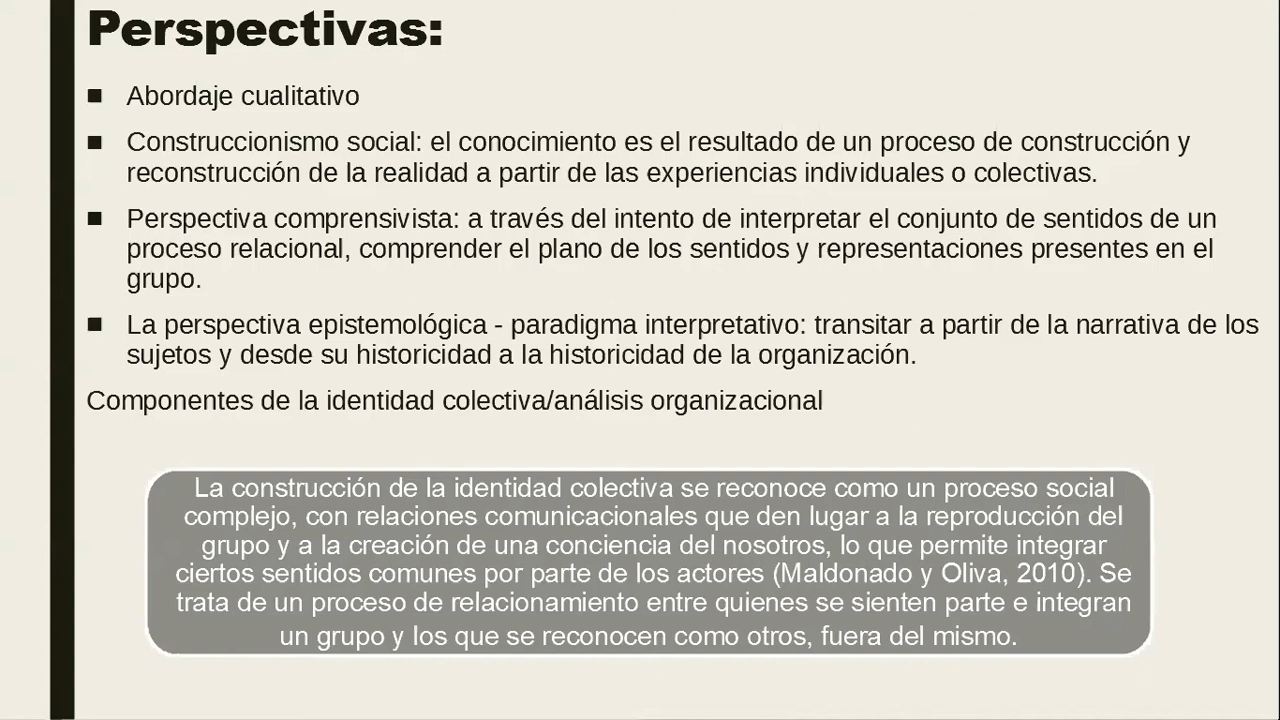 Perspectivas:
■ Abordaje cualitativo
■ Construccionismo social: el conocimiento es el resultado de un proceso de construcción y
reconstrucción de la realidad a partir de las experiencias individuales o colectivas.
■ Perspectiva comprensivista: a través del intento de interpretar el conjunto de sentidos de un
proceso relacional, comprender el plano de los sentidos y representaciones presentes en el
grupo.
■ La perspectiva epistemológica - paradigma interpretativo: transitar a partir de la narrativa de los
sujetos y desde su historicidad a la historicidad de la organización.
Componentes de la identidad colectiva/análisis organizacional
La construcción de la identidad colectiva se reconoce como un proceso social
complejo, con relaciones comunicacionales que den lugar a la reproducción del
grupo y a la creación de una conciencia del nosotros, lo que permite integrar
ciertos sentidos comunes por parte de los actores (Maldonado y Oliva, 2010). Se
trata de un proceso de relacionamiento entre quienes se sienten parte e integran
un grupo y los que se reconocen como otros, fuera del mismo.